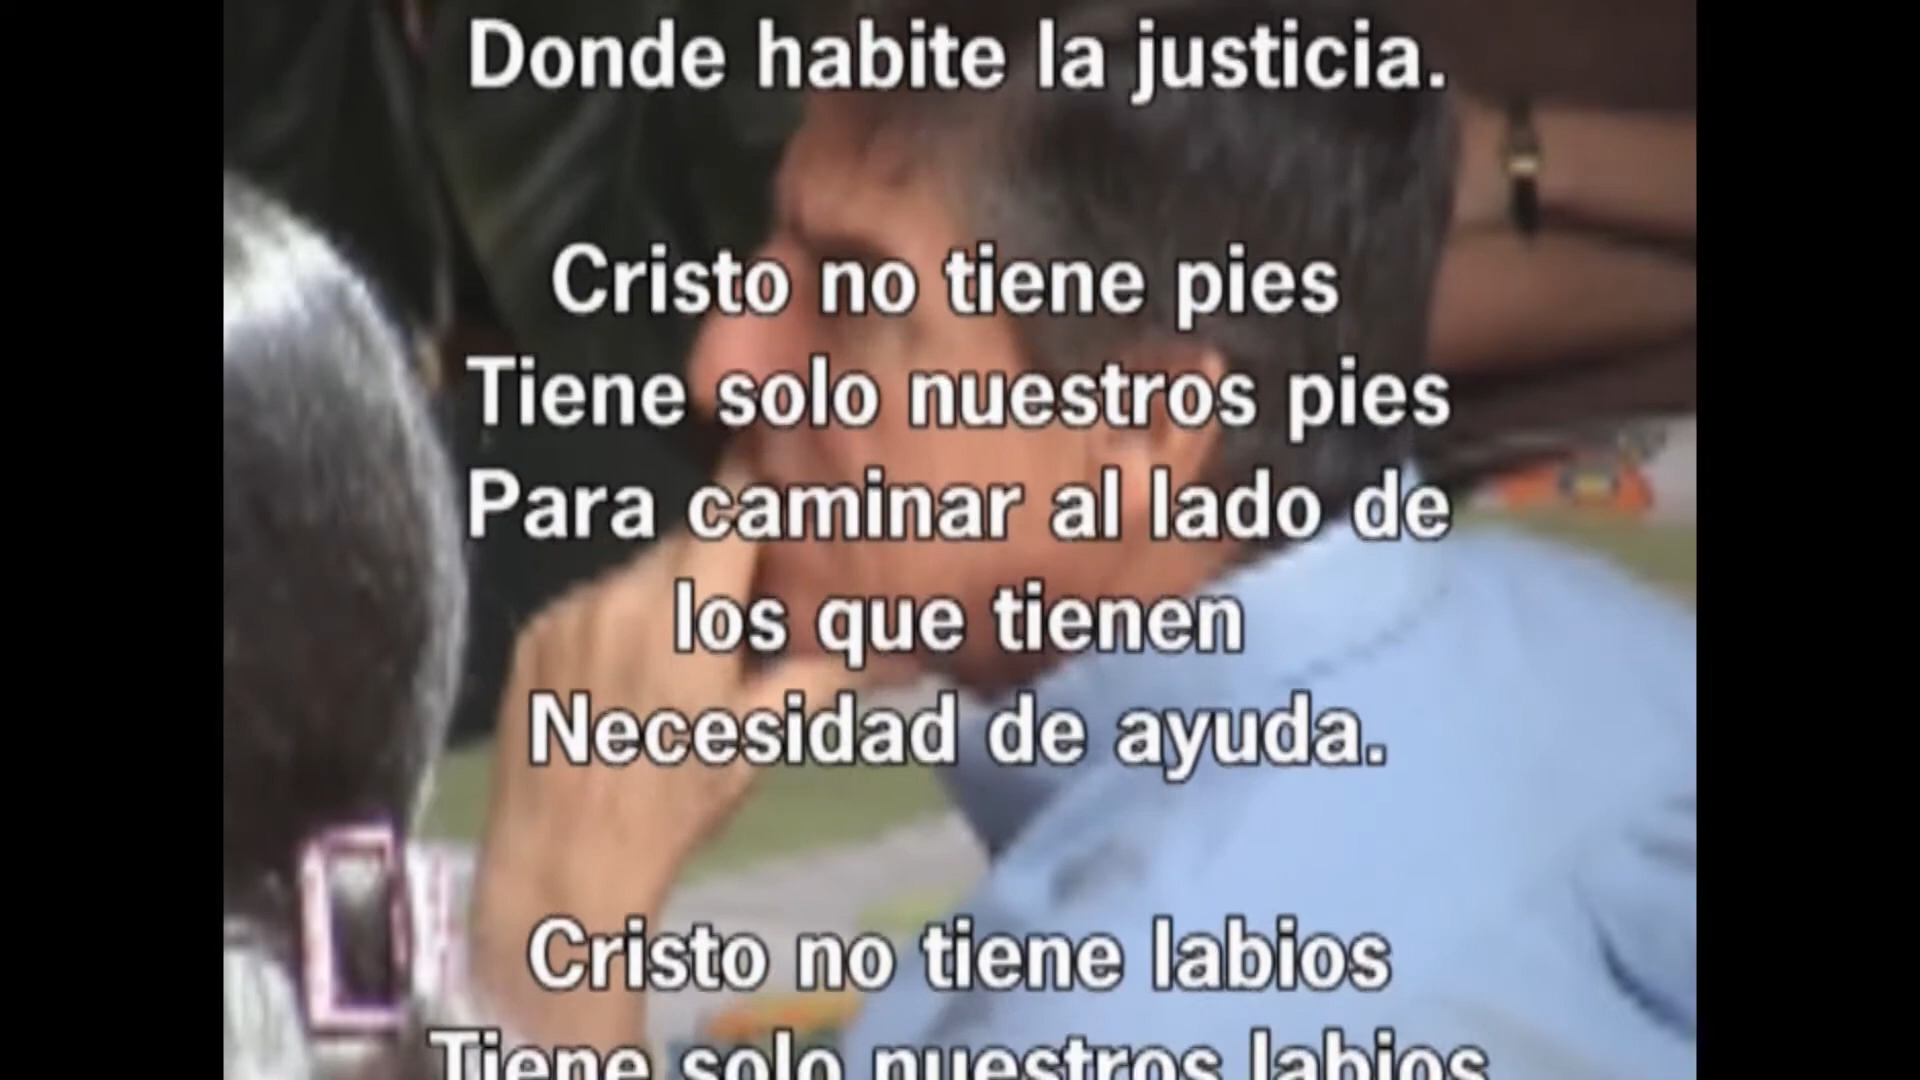 Donde habite la justicia.
Cristo no tiene pies
Tiene solo nuestros pies
Para caminar al lado de
los que tienen
Necesidad de ayuda.
Cristo no tiene labios
Tiene solo nuestros labios